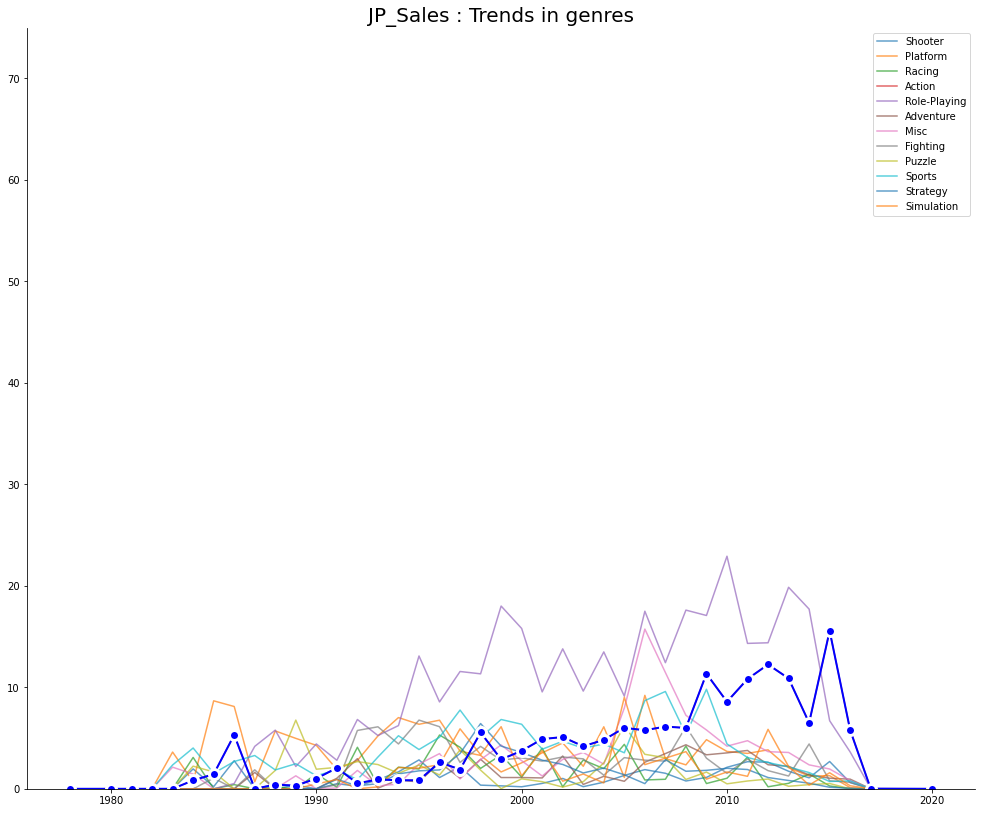 JP_Sales : Trends in genres
70
60
50
40
30
20
10
0
1980
1990
2000
2010
2020
Shooter
Platform
Racing
Action
Role-Playing
Adventure
Misc
Fighting
Puzzle
Sports
Strategy
Simulation